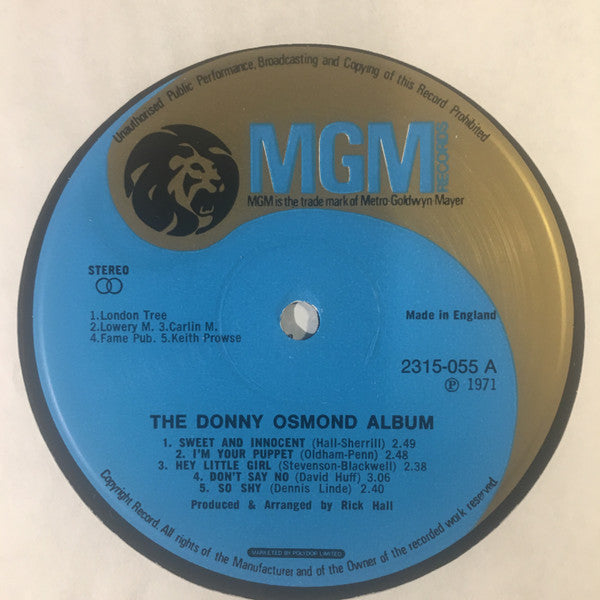 Unauthorised Public Performance, Broadcasting and Copying of this Record Prohibited
MGM
RECORDS
MGM is the trade mark of Metro-Goldwyn Mayer
STEREO
1.London Tree
2.Lowery M. 3.Carlin M.
4.Fame Pub. 5.Keith Prowse
Made in England
2315-055 A
Ⓟ 1971
THE DONNY OSMOND ALBUM
1. SWEET AND INNOCENT (Hall-Sherrill) 2.49
2. I'M YOUR PUPPET (Oldham-Penn) 2.48
3. HEY LITTLE GIRL (Stevenson-Blackwell) 2.38
4. DON'T SAY NO (David Huff) 3.06
5. SO SHY (Dennis Linde) 2.40
Produced & Arranged by Rick Hall
MARKETED BY POLYDOR LIMITED
Copyright Record. All rights of the Manufacturer and of the Owner of the recorded work reserved.